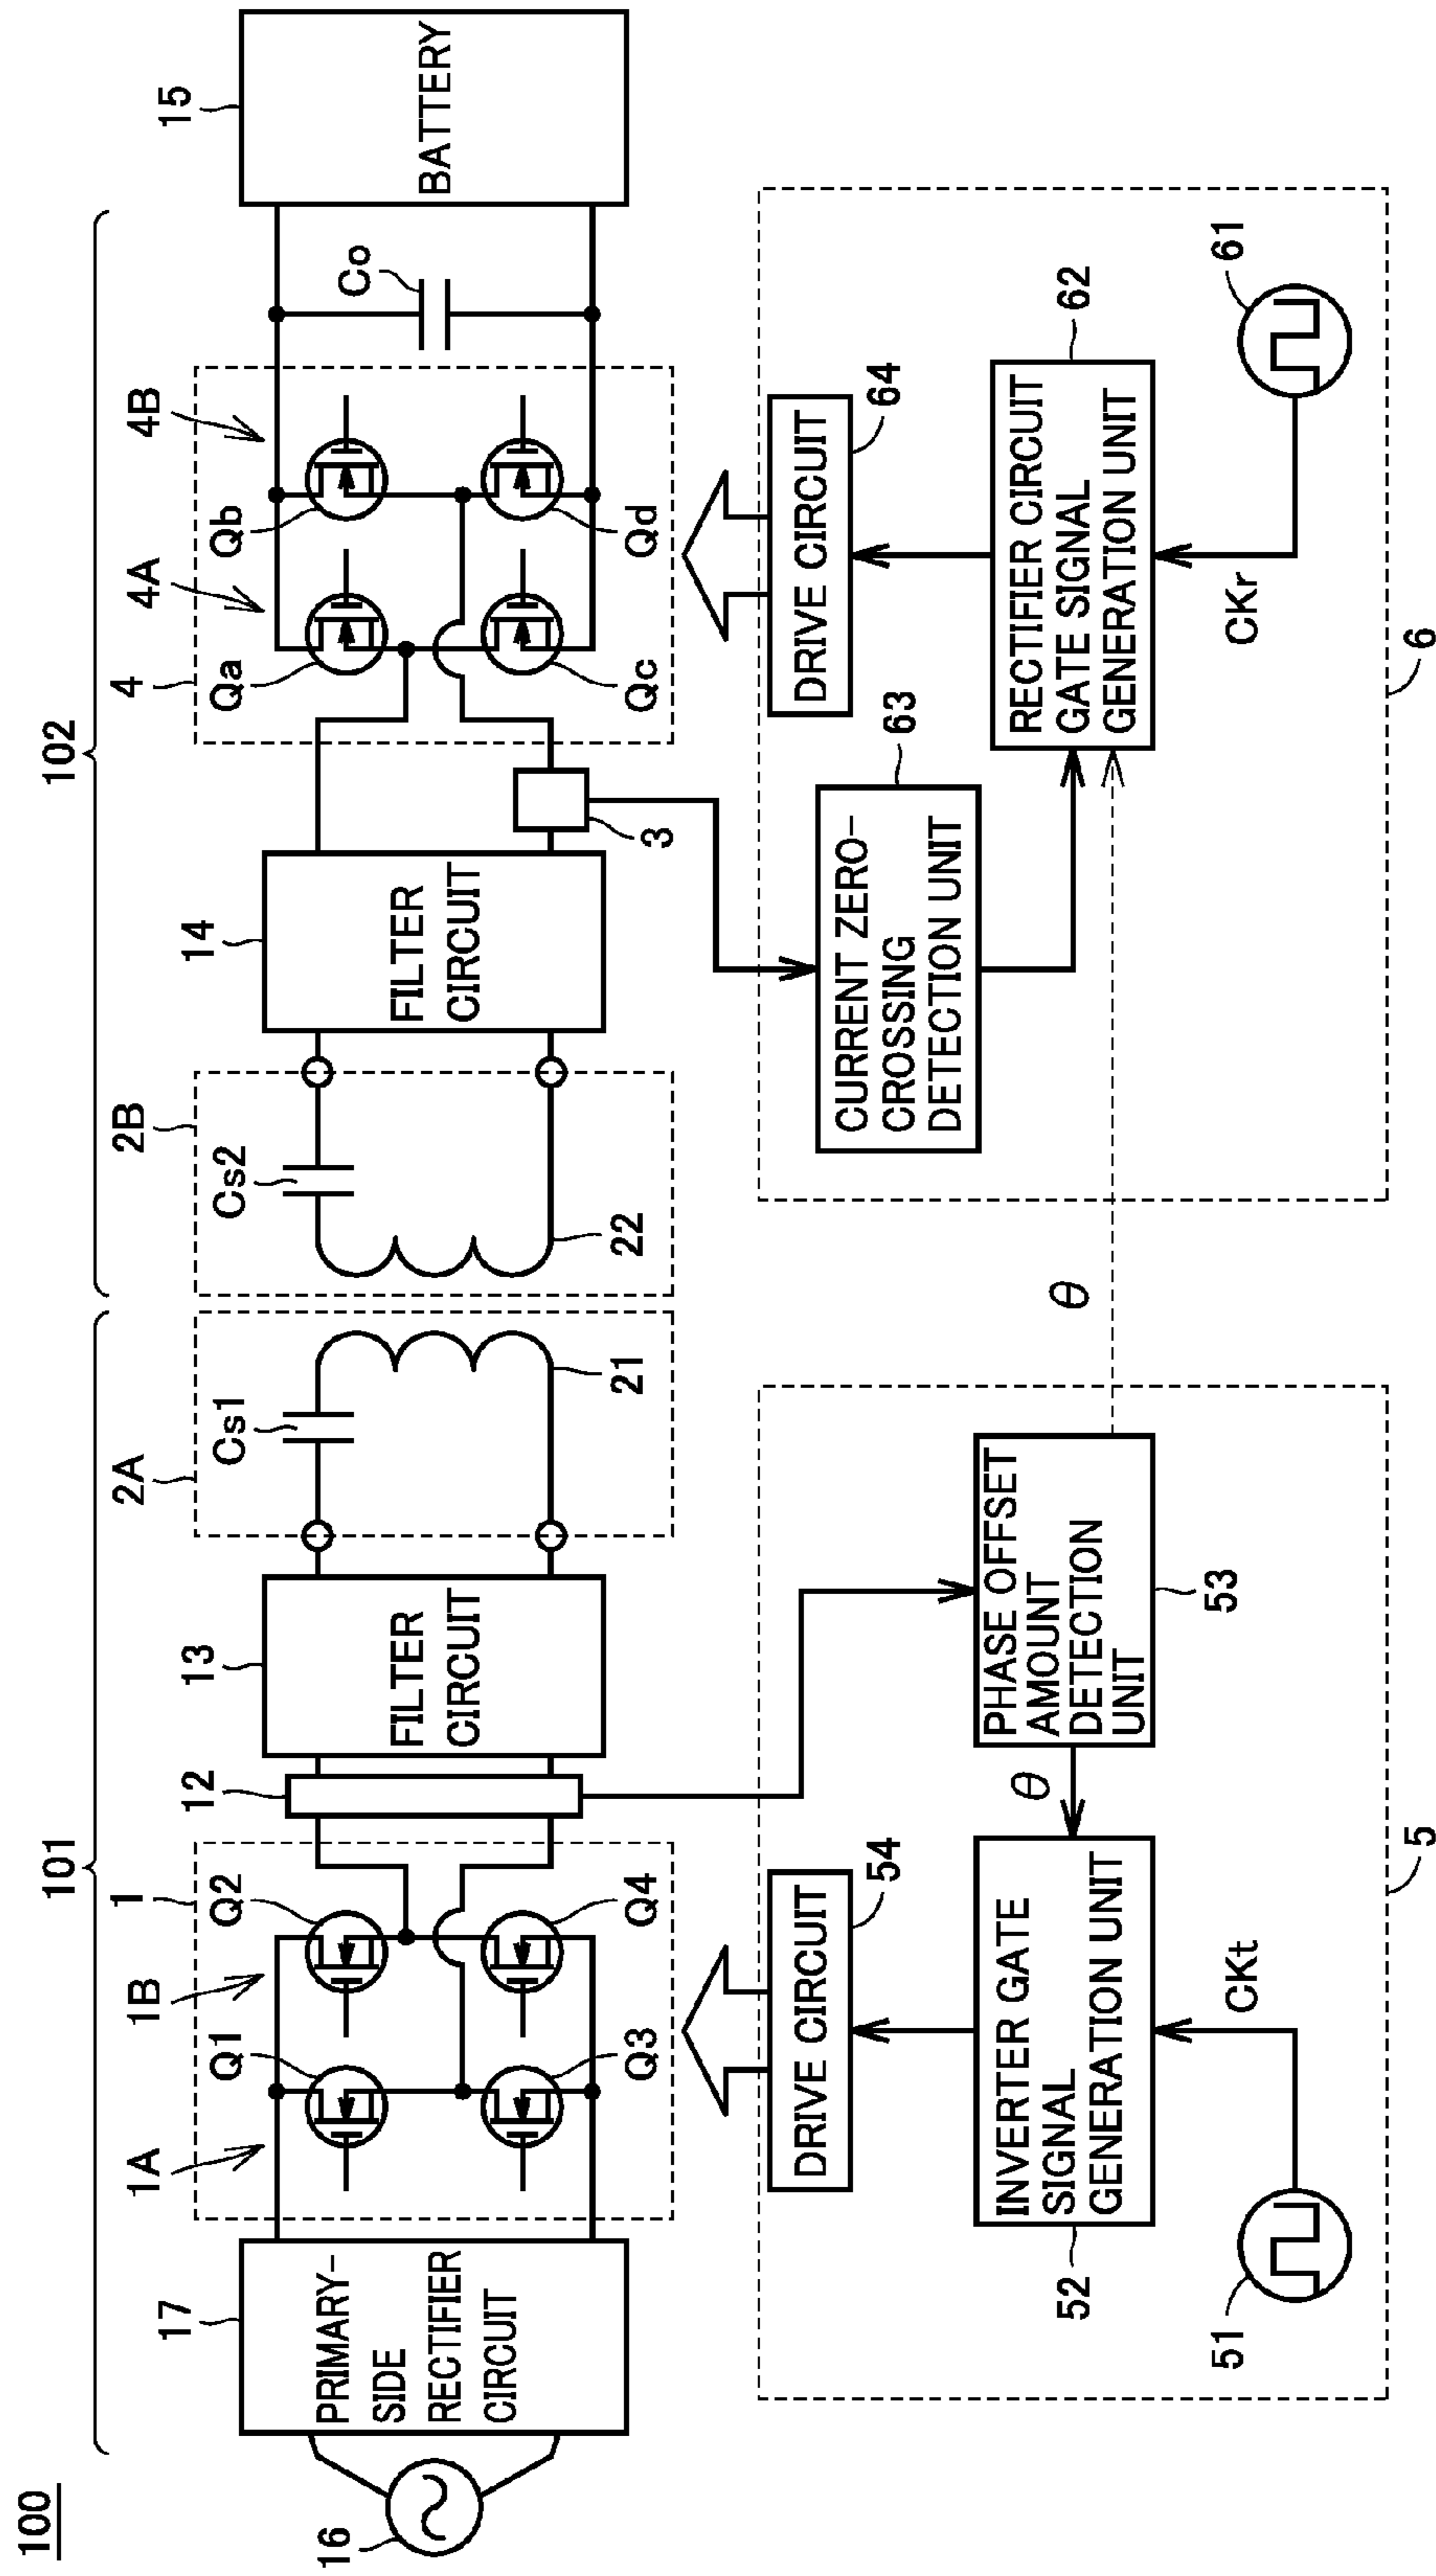 100
101
102
16
17
PRIMARY-
SIDE
RECTIFIER
CIRCUIT
1
1A
1B
Q1
Q2
Q3
Q4
12
13
FILTER
CIRCUIT
2A
Cs1
21
2B
Cs2
22
14
FILTER
CIRCUIT
3
4
4A
4B
Qa
Qb
Qc
Qd
Co
15
BATTERY
DRIVE CIRCUIT
54
INVERTER GATE
SIGNAL
GENERATION UNIT
52
51
CKt
θ
PHASE OFFSET
AMOUNT
DETECTION
UNIT
53
5
θ
CURRENT ZERO-
CROSSING
DETECTION UNIT
63
DRIVE CIRCUIT
64
RECTIFIER CIRCUIT
GATE SIGNAL
GENERATION UNIT
62
61
CKr
6